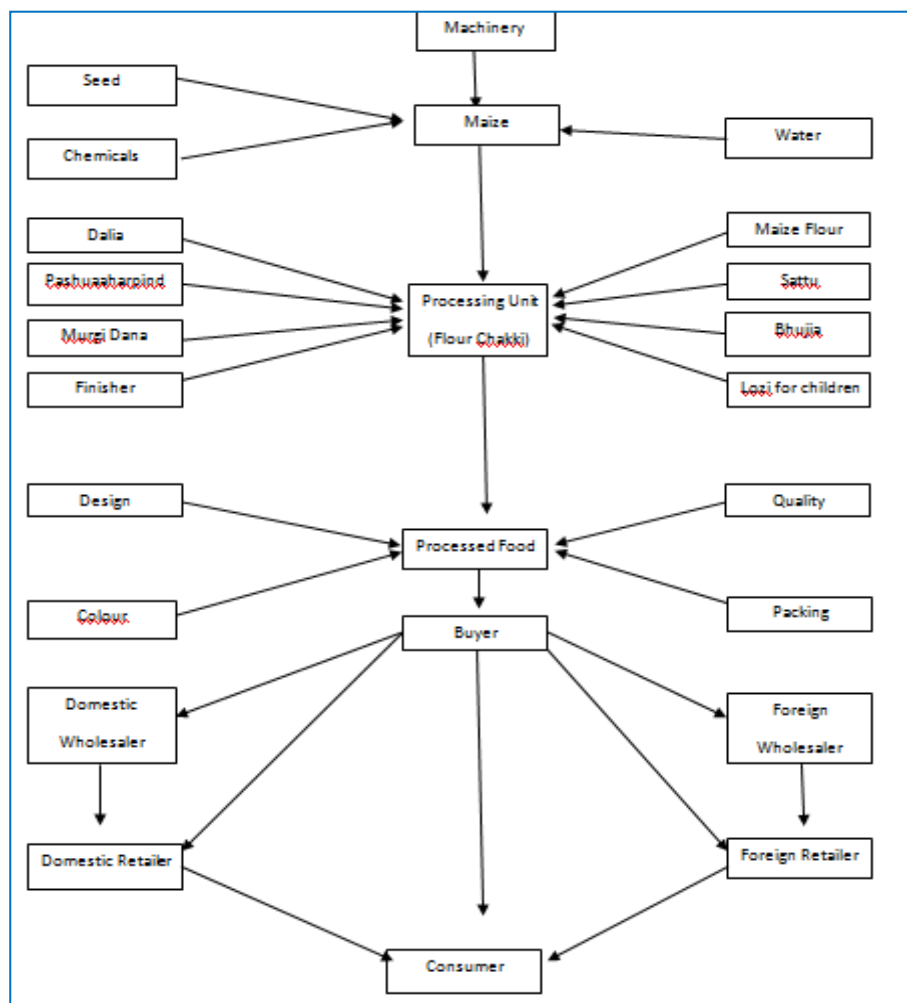 Machinery
Seed
Maize
Chemicals
Water
Dalia
Maize Flour
Pashuaaharpind
Sattu
Processing Unit
(Flour Chakki)
Murgi Dana
Bhujia
Finisher
Lozi for children
Design
Quality
Processed Food
Colour
Packing
Buyer
Domestic
Wholesaler
Foreign
Wholesaler
Domestic Retailer
Foreign Retailer
Consumer